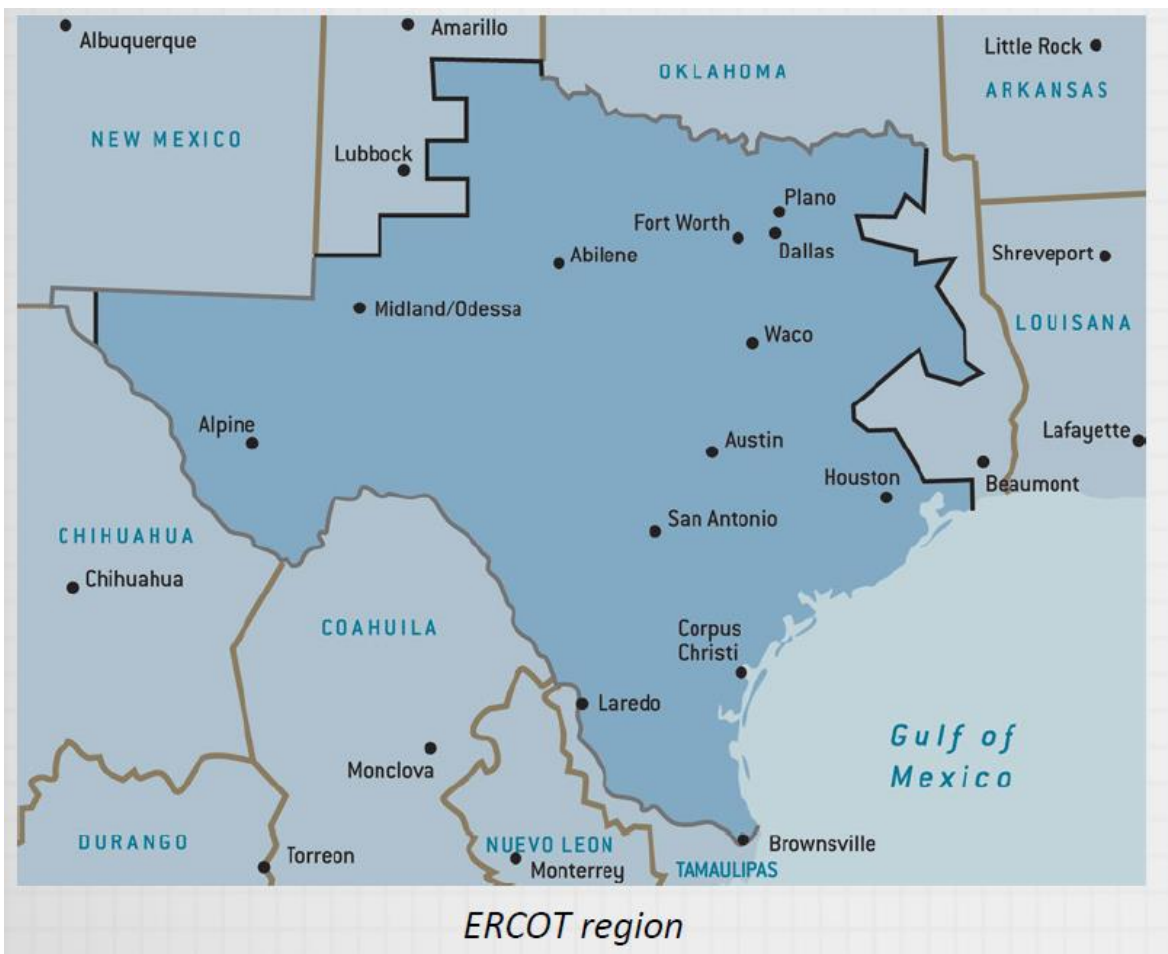 Albuquerque
Amarillo
OKLAHOMA
Little Rock
ARKANSAS
NEW MEXICO
Lubbock
Plano
Fort Worth
Dallas
Abilene
Shreveport
Midland/Odessa
LOUISANA
Waco
Alpine
Austin
Lafayette
Houston
Beaumont
San Antonio
CHIHUAHUA
Chihuahua
COAHUILA
Corpus
Christi
Laredo
Gulf of
Mexico
Monclova
DURANGO
Torreon
NUEVO LEON
Monterrey
TAMAULIPAS
Brownsville
ERCOT region